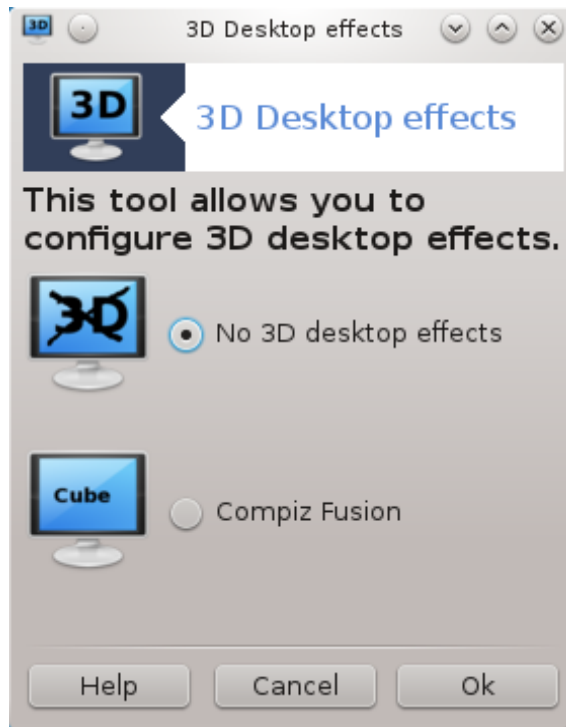 3D
3D Desktop effects
3D
3D Desktop effects
This tool allows you to
configure 3D desktop effects.
3D
No 3D desktop effects
Cube
Compiz Fusion
Help
Cancel
Ok